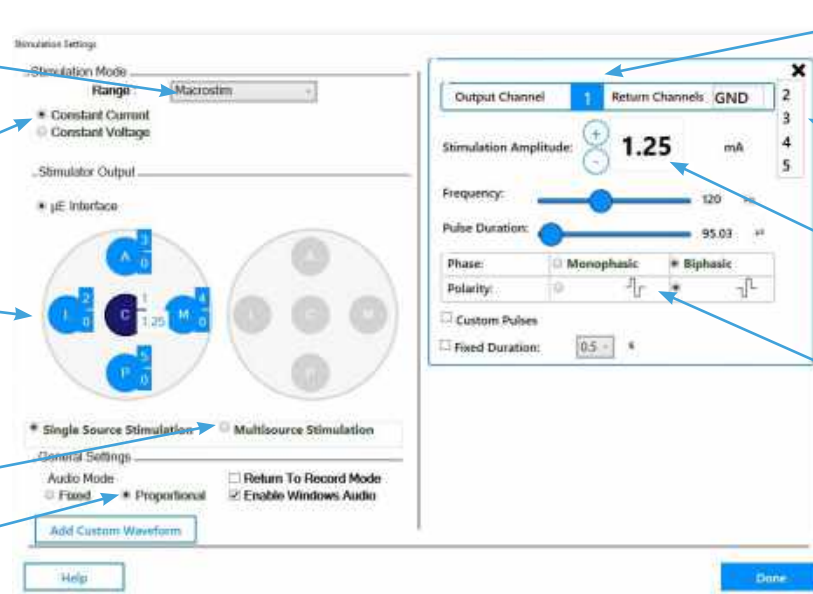 Stimulation Settings
Stimulation Mode
Range
Macrostim
Constant Current
Constant Voltage
Stimulator Output
µE Interface
A 3 0
L 2 0
C 1 1.25
M 4 0
P 5 0
A
L C M
P
Single Source Stimulation
Multisource Stimulation
General Settings
Audio Mode
Fixed
Proportional
Return To Record Mode
Enable Windows Audio
Add Custom Waveform
Help
Output Channel 1 Return Channels GND
2
3
4
5
Stimulation Amplitude: + - 1.25 mA
Frequency: 120
Pulse Duration: 95.03
Phase: Monophasic Biphasic
Polarity:
Custom Pulses
Fixed Duration: 0.5 s
Done